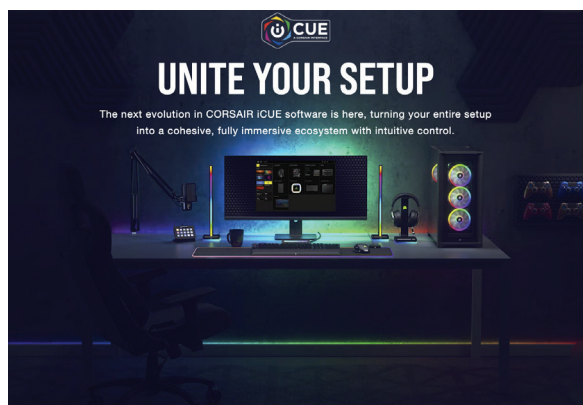 iCUE
A CORSAIR INTERFACE
UNITE YOUR SETUP
The next evolution in CORSAIR iCUE software is here, turning your entire setup
into a cohesive, fully immersive ecosystem with intuitive control.